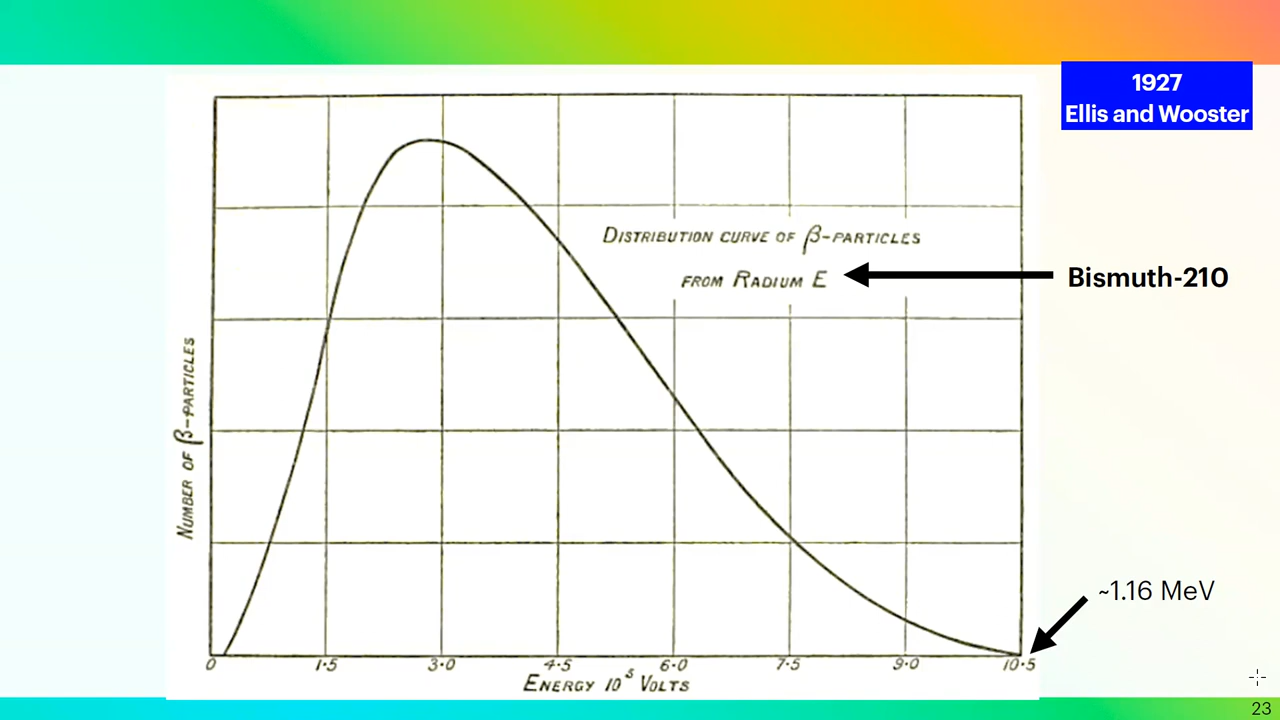 1927
Ellis and Wooster
DISTRIBUTION CURVE OF β-PARTICLES
FROM RADIUM E
Bismuth-210
NUMBER OF β-PARTICLES
~1.16 MeV
0 1·5 3·0 4·5 6·0 7·5 9·0 10·5
ENERGY 10⁵ VOLTS
23